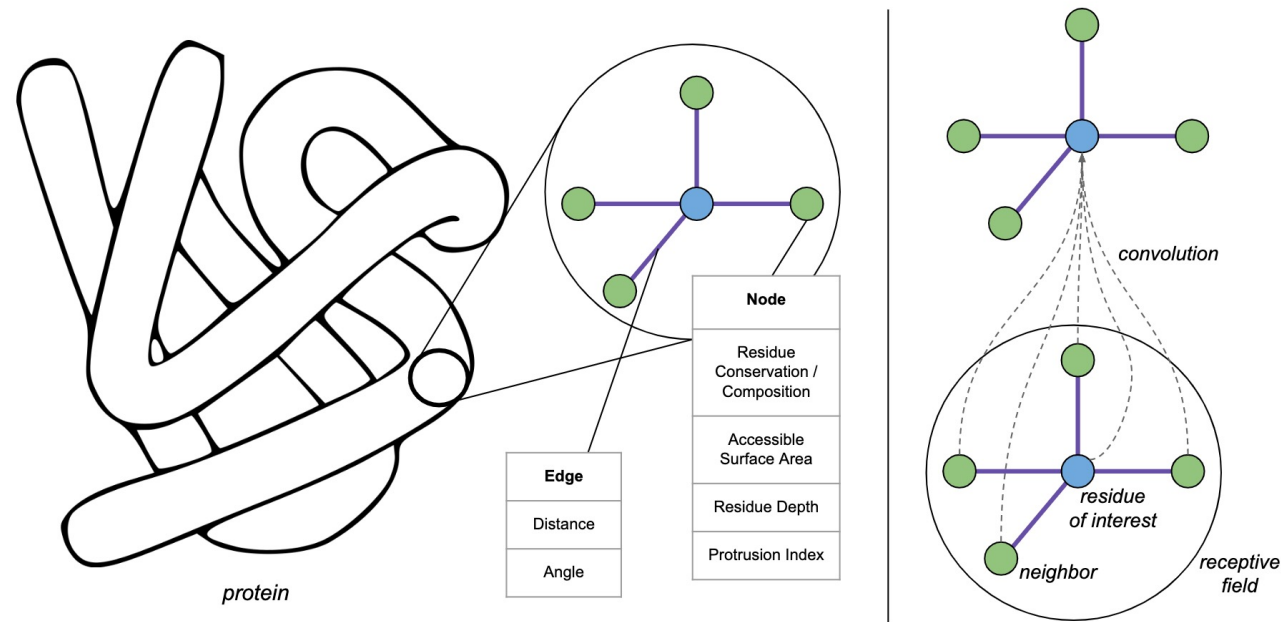 protein
Edge
Distance
Angle
Node
Residue
Conservation /
Composition
Accessible
Surface Area
Residue Depth
Protrusion Index
convolution
residue
of interest
neighbor
receptive
field